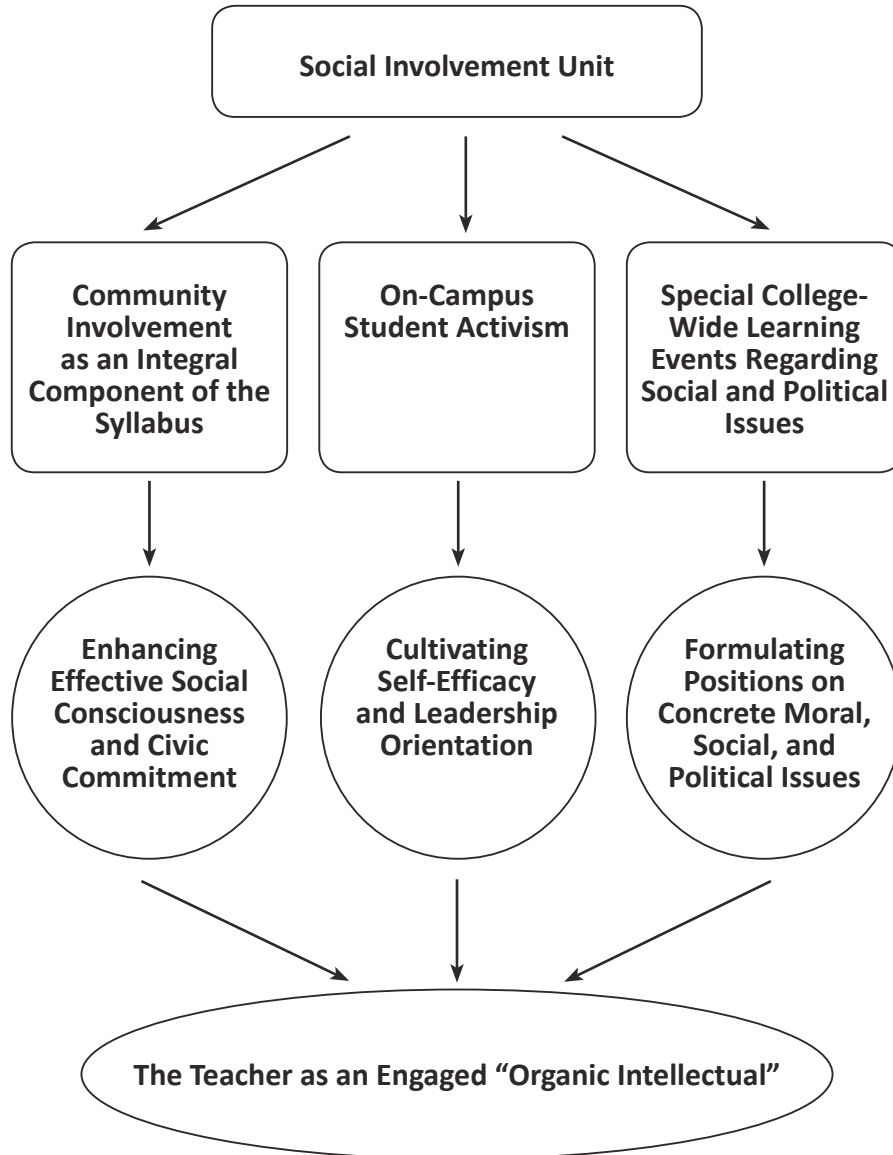 Social Involvement Unit
Community
Involvement
as an Integral
Component of the
Syllabus
On-Campus
Student Activism
Special College-
Wide Learning
Events Regarding
Social and Political
Issues
Enhancing
Effective Social
Consciousness
and Civic
Commitment
Cultivating
Self-Efficacy
and Leadership
Orientation
Formulating
Positions on
Concrete Moral,
Social, and
Political Issues
The Teacher as an Engaged “Organic Intellectual”